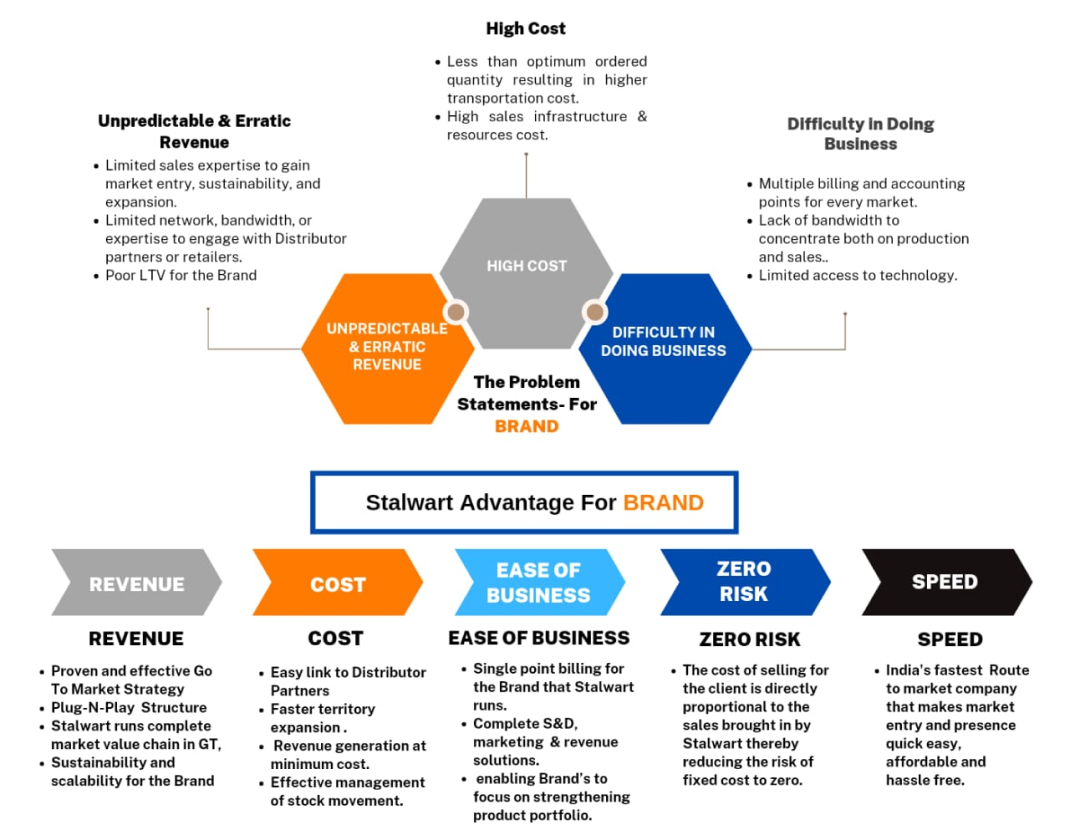 High Cost
• Less than optimum ordered
quantity resulting in higher
transportation cost.
• High sales infrastructure &
resources cost.
Unpredictable & Erratic
Revenue
• Limited sales expertise to gain
market entry, sustainability, and
expansion.
• Limited network, bandwidth, or
expertise to engage with Distributor
partners or retailers.
• Poor LTV for the Brand
Difficulty in Doing
Business
• Multiple billing and accounting
points for every market.
• Lack of bandwidth to
concentrate both on production
and sales..
• Limited access to technology.
HIGH COST
UNPREDICTABLE
& ERRATIC
REVENUE
DIFFICULTY IN
DOING BUSINESS
The Problem
Statements- For
BRAND
Stalwart Advantage For BRAND
REVENUE
COST
EASE OF
BUSINESS
ZERO
RISK
SPEED
REVENUE
• Proven and effective Go
To Market Strategy
• Plug-N-Play Structure
• Stalwart runs complete
market value chain in GT,
• Sustainability and
scalability for the Brand
COST
• Easy link to Distributor
Partners
• Faster territory
expansion .
• Revenue generation at
minimum cost.
• Effective management
of stock movement.
EASE OF BUSINESS
• Single point billing for
the Brand that Stalwart
runs.
• Complete S&D,
marketing & revenue
solutions.
• enabling Brand's to
focus on strengthening
product portfolio.
ZERO RISK
• The cost of selling for
the client is directly
proportional to the
sales brought in by
Stalwart thereby
reducing the risk of
fixed cost to zero.
SPEED
• India's fastest Route
to market company
that makes market
entry and presence
quick easy,
affordable and
hassle free.